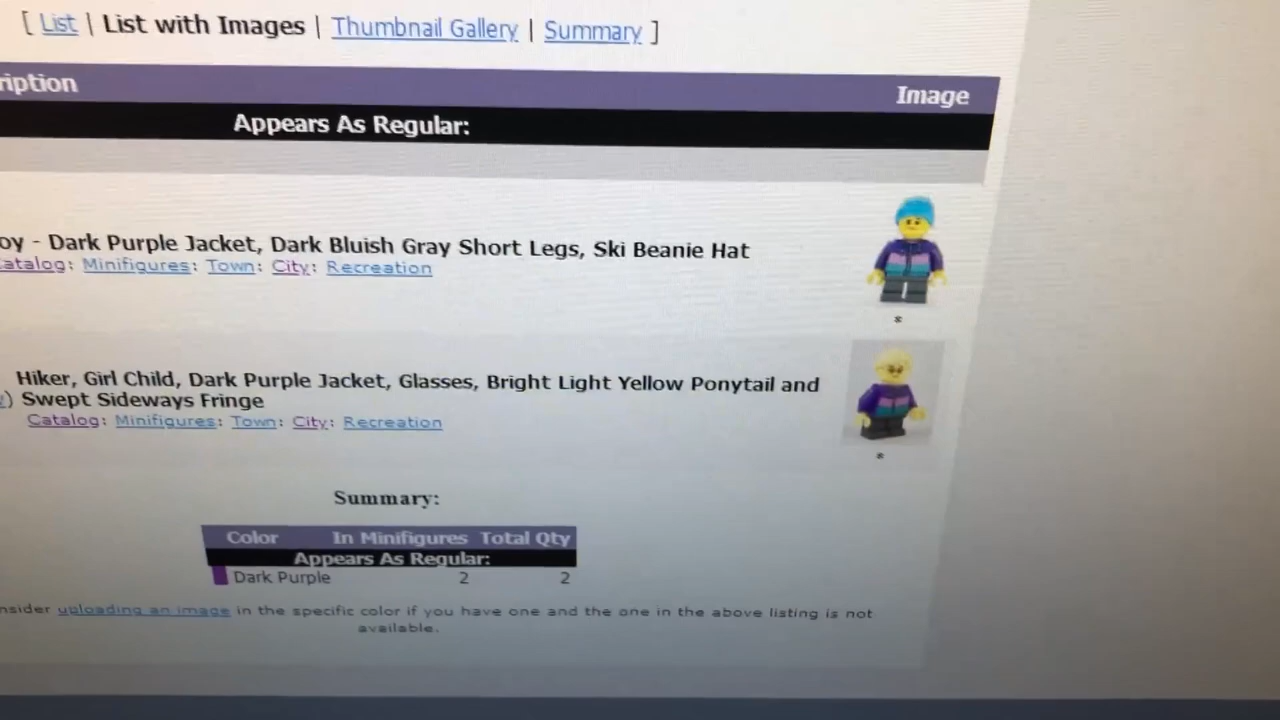 [ List | List with Images | Thumbnail Gallery | Summary ]
ription Image
Appears As Regular:
oy - Dark Purple Jacket, Dark Bluish Gray Short Legs, Ski Beanie Hat
atalog: Minifigures: Town: City: Recreation
*
Hiker, Girl Child, Dark Purple Jacket, Glasses, Bright Light Yellow Ponytail and
) Swept Sideways Fringe
Catalog: Minifigures: Town: City: Recreation
*
Summary:
Color In Minifigures Total Qty
Appears As Regular:
Dark Purple 2 2
nsider uploading an image in the specific color if you have one and the one in the above listing is not
available.